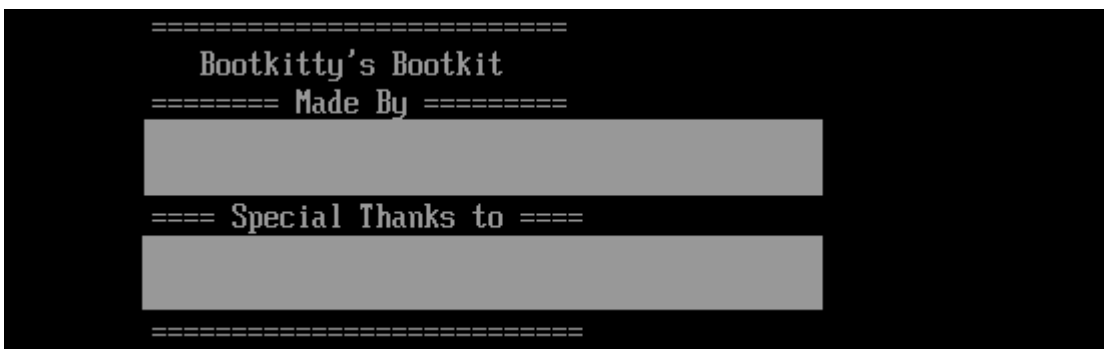 ==========================
Bootkitty's Bootkit
======== Made By =========
==== Special Thanks to ====
===========================